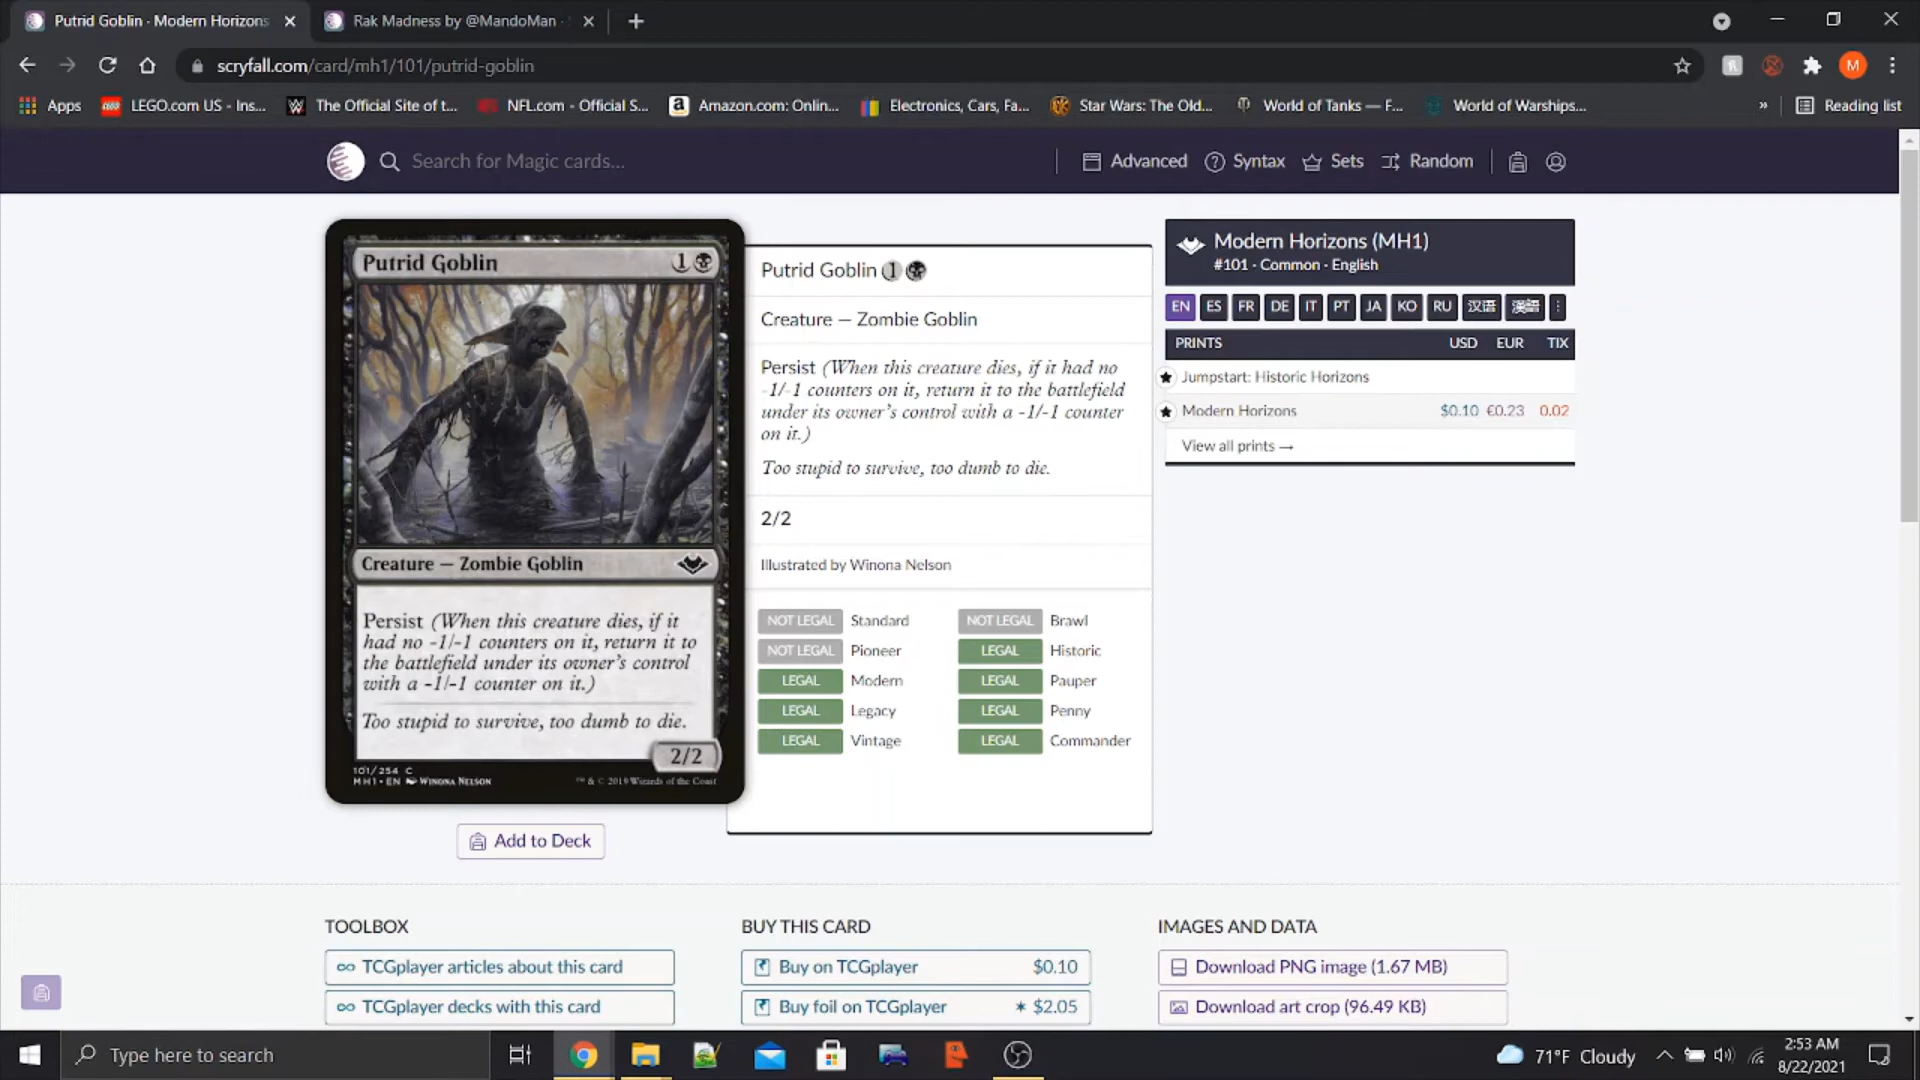 Putrid Goblin · Modern Horizons
Rak Madness by @MandoMan ·
scryfall.com/card/mh1/101/putrid-goblin
M
Apps
LEGO.com US - Ins...
The Official Site of t...
NFL.com - Official S...
Amazon.com: Onlin...
Electronics, Cars, Fa...
Star Wars: The Old...
World of Tanks — F...
World of Warships...
»
Reading list
Search for Magic cards...
Advanced
Syntax
Sets
Random
Putrid Goblin 1
Creature — Zombie Goblin
Persist (When this creature dies, if it
had no -1/-1 counters on it, return it to
the battlefield under its owner's control
with a -1/-1 counter on it.)
Too stupid to survive, too dumb to die.
2/2
101/254 C
MH1 • EN Winona Nelson
™ & © 2019 Wizards of the Coast
Add to Deck
Putrid Goblin 1
Creature — Zombie Goblin
Persist (When this creature dies, if it had no
-1/-1 counters on it, return it to the battlefield
under its owner's control with a -1/-1 counter
on it.)
Too stupid to survive, too dumb to die.
2/2
Illustrated by Winona Nelson
NOT LEGAL Standard
NOT LEGAL Brawl
NOT LEGAL Pioneer
LEGAL Historic
LEGAL Modern
LEGAL Pauper
LEGAL Legacy
LEGAL Penny
LEGAL Vintage
LEGAL Commander
Modern Horizons (MH1)
#101 · Common · English
EN ES FR DE IT PT JA KO RU 汉语 漢語
PRINTS USD EUR TIX
Jumpstart: Historic Horizons
Modern Horizons $0.10 €0.23 0.02
View all prints →
TOOLBOX
TCGplayer articles about this card
TCGplayer decks with this card
BUY THIS CARD
Buy on TCGplayer $0.10
Buy foil on TCGplayer ✶ $2.05
IMAGES AND DATA
Download PNG image (1.67 MB)
Download art crop (96.49 KB)
Type here to search
71°F Cloudy
2:53 AM
8/22/2021